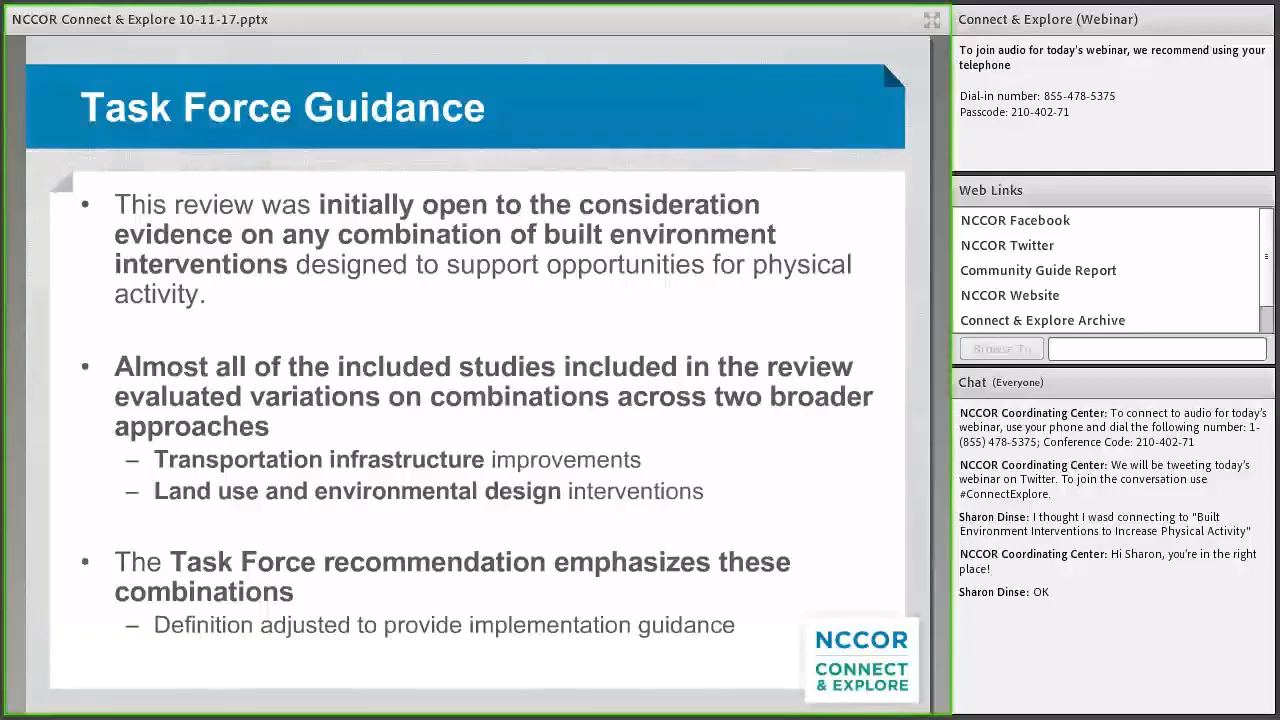 NCCOR Connect & Explore 10-11-17.pptx
Task Force Guidance
• This review was initially open to the consideration
evidence on any combination of built environment
interventions designed to support opportunities for physical
activity.
• Almost all of the included studies included in the review
evaluated variations on combinations across two broader
approaches
– Transportation infrastructure improvements
– Land use and environmental design interventions
• The Task Force recommendation emphasizes these
combinations
– Definition adjusted to provide implementation guidance
NCCOR
CONNECT
& EXPLORE
Connect & Explore (Webinar)
To join audio for today's webinar, we recommend using your
telephone
Dial-in number: 855-478-5375
Passcode: 210-402-71
Web Links
NCCOR Facebook
NCCOR Twitter
Community Guide Report
NCCOR Website
Connect & Explore Archive
Browse To
Chat (Everyone)
NCCOR Coordinating Center: To connect to audio for today's
webinar, use your phone and dial the following number: 1-
(855) 478-5375; Conference Code: 210-402-71
NCCOR Coordinating Center: We will be tweeting today's
webinar on Twitter. To join the conversation use
#ConnectExplore.
Sharon Dinse: I thought I wasd connecting to "Built
Environment Interventions to Increase Physical Activity"
NCCOR Coordinating Center: Hi Sharon, you're in the right
place!
Sharon Dinse: OK